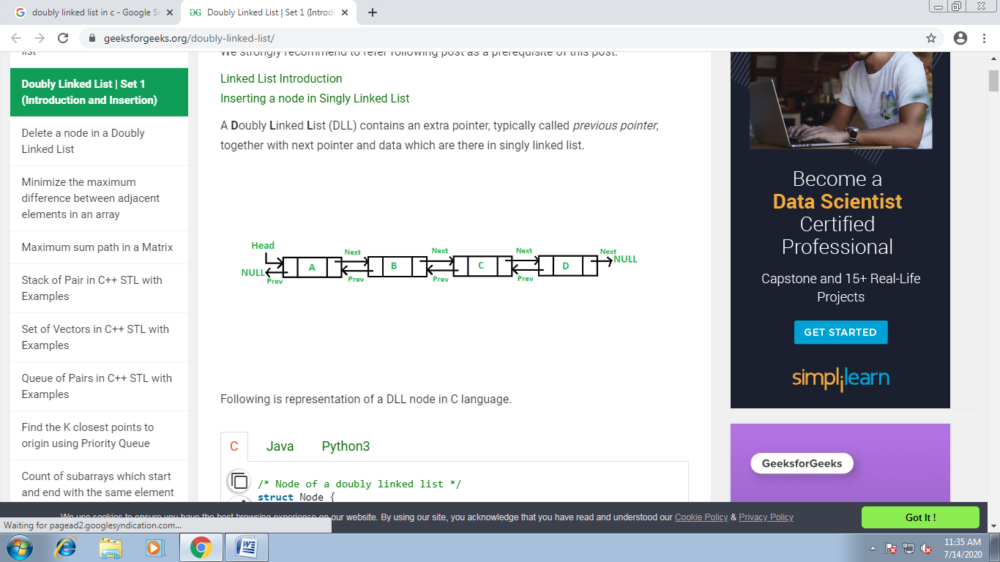 doubly linked list in c - Google Se
Doubly Linked List | Set 1 (Introd
geeksforgeeks.org/doubly-linked-list/
list
Doubly Linked List | Set 1
(Introduction and Insertion)
Delete a node in a Doubly
Linked List
Minimize the maximum
difference between adjacent
elements in an array
Maximum sum path in a Matrix
Stack of Pair in C++ STL with
Examples
Set of Vectors in C++ STL with
Examples
Queue of Pairs in C++ STL with
Examples
Find the K closest points to
origin using Priority Queue
Count of subarrays which start
and end with the same element
We strongly recommend to refer following post as a prerequisite of this post.
Linked List Introduction
Inserting a node in Singly Linked List
A Doubly Linked List (DLL) contains an extra pointer, typically called previous pointer,
together with next pointer and data which are there in singly linked list.
Head
Next Next Next Next
A B C D
NULL NULL
Prev Prev Prev Prev
Following is representation of a DLL node in C language.
C Java Python3
/* Node of a doubly linked list */
struct Node {
Become a
Data Scientist
Certified
Professional
Capstone and 15+ Real-Life
Projects
GET STARTED
simplilearn
GeeksforGeeks
We use cookies to ensure you have the best browsing experience on our website. By using our site, you acknowledge that you have read and understood our Cookie Policy & Privacy Policy
Got It !
Waiting for pagead2.googlesyndication.com...
11:35 AM
7/14/2020